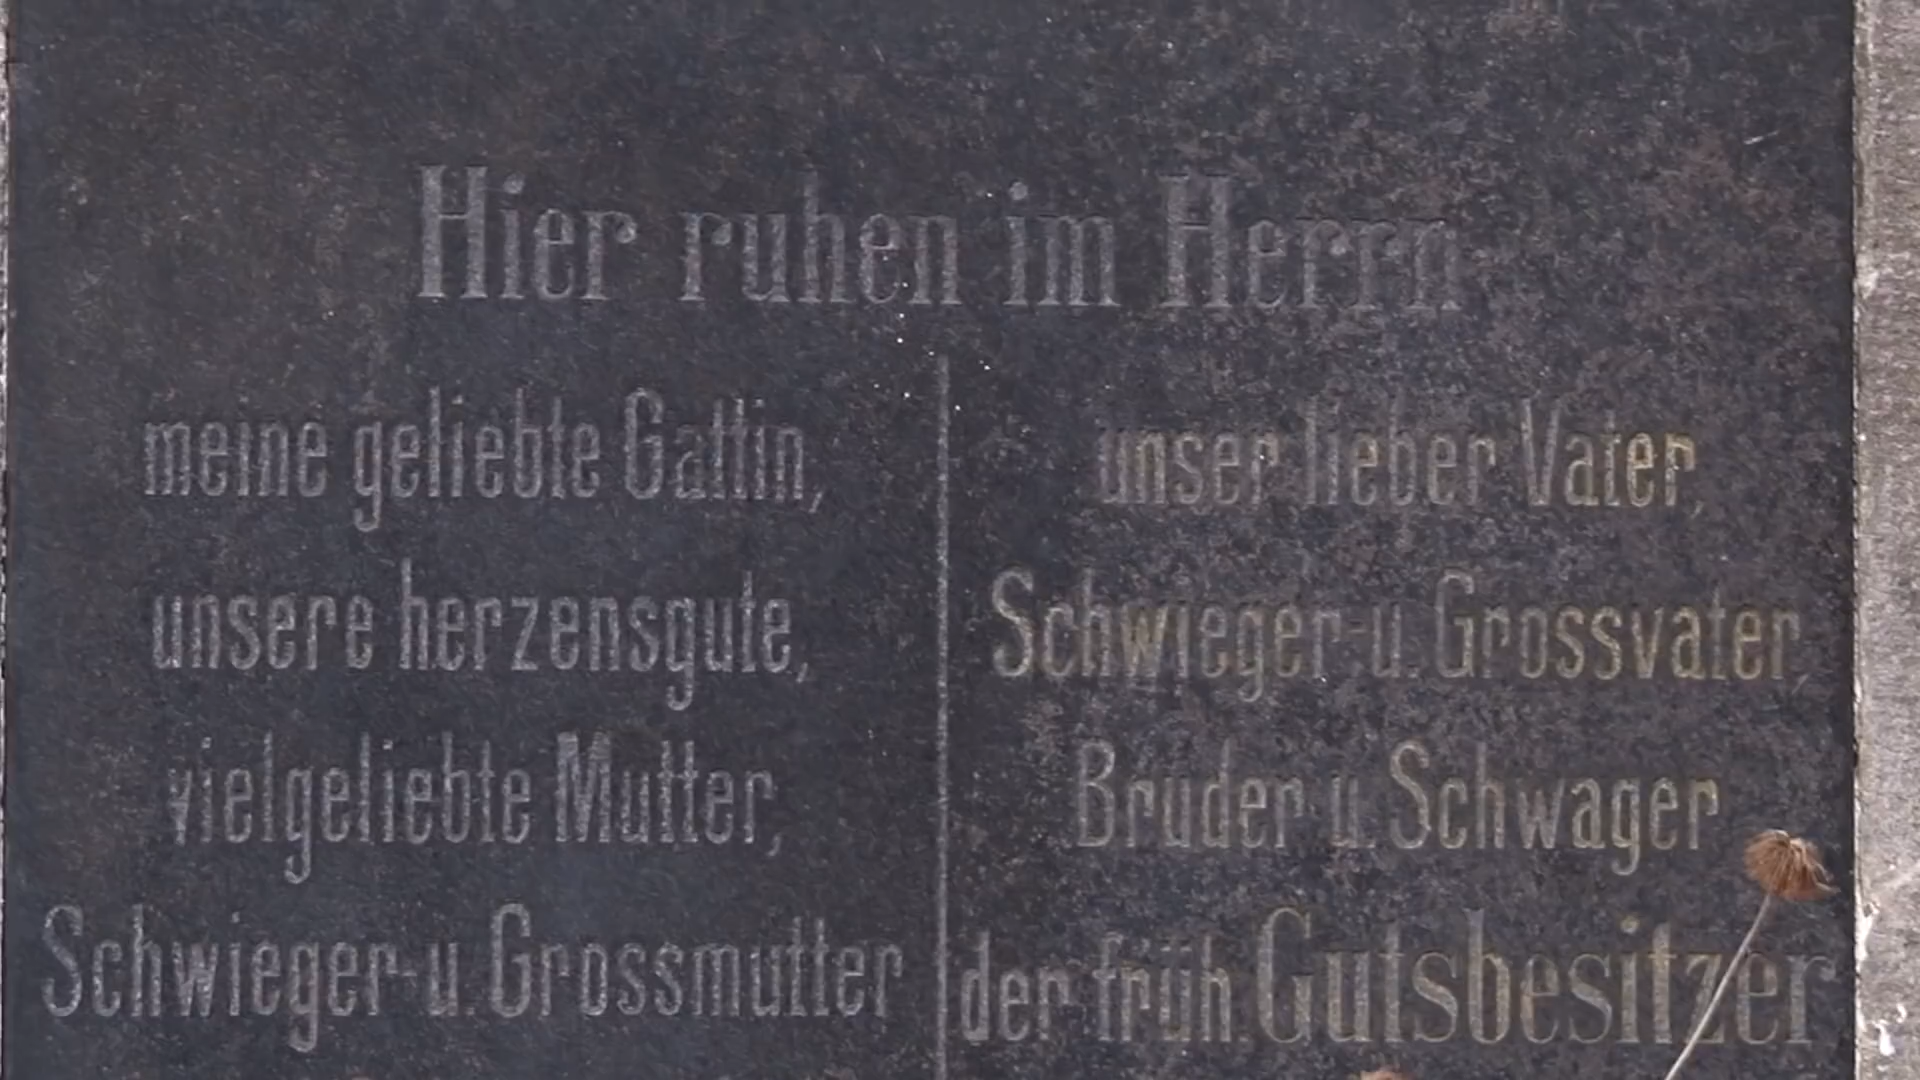 Hier ruhen im Herrn
meine geliebte Gattin,
unsere herzensgute,
vielgeliebte Mutter,
Schwieger-u.Grossmutter
unser lieber Vater,
Schwieger-u.Grossvater,
Bruder u.Schwager
der früh.Gutsbesitzer